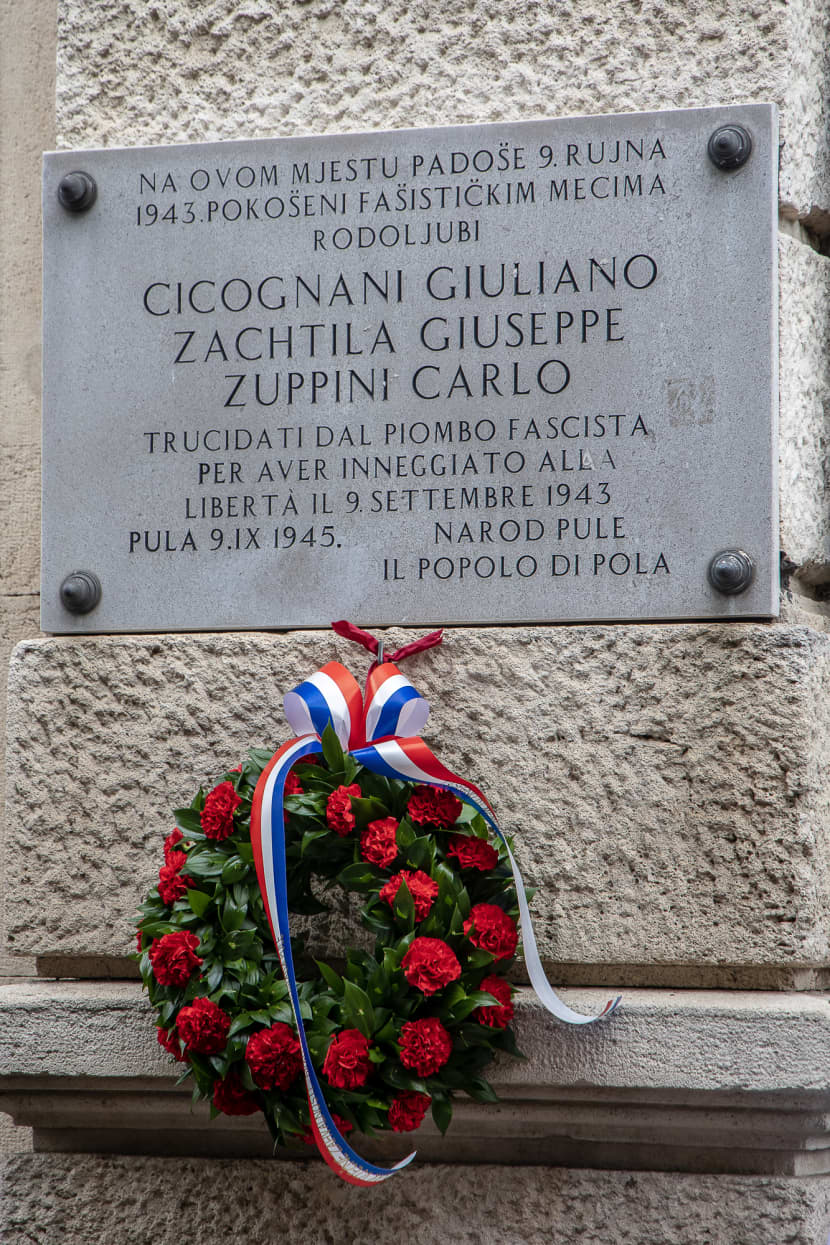 NA OVOM MJESTU PADOŠE 9. RUJNA
1943. POKOŠENI FAŠISTIČKIM MECIMA
RODOLJUBI
CICOGNANI GIULIANO
ZACHTILA GIUSEPPE
ZUPPINI CARLO
TRUCIDATI DAL PIOMBO FASCISTA
PER AVER INNEGGIATO ALLA
LIBERTÀ IL 9. SETTEMBRE 1943
PULA 9.IX 1945. NAROD PULE
IL POPOLO DI POLA